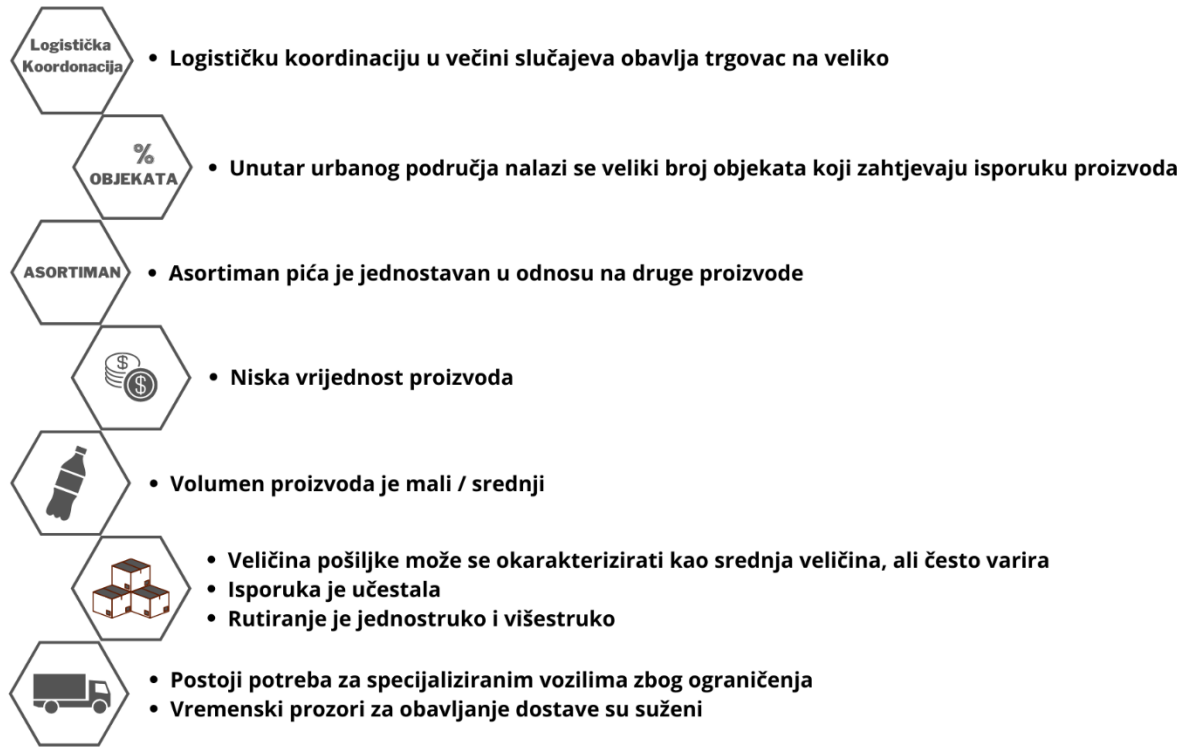 Logistička
Koordonacija
• Logističku koordinaciju u većini slučajeva obavlja trgovac na veliko
%
OBJEKATA
• Unutar urbanog područja nalazi se veliki broj objekata koji zahtjevaju isporuku proizvoda
ASORTIMAN
• Asortiman pića je jednostavan u odnosu na druge proizvode
$
$
• Niska vrijednost proizvoda
• Volumen proizvoda je mali / srednji
• Veličina pošiljke može se okarakterizirati kao srednja veličina, ali često varira
• Isporuka je učestala
• Rutiranje je jednostruko i višestruko
• Postoji potreba za specijaliziranim vozilima zbog ograničenja
• Vremenski prozori za obavljanje dostave su suženi